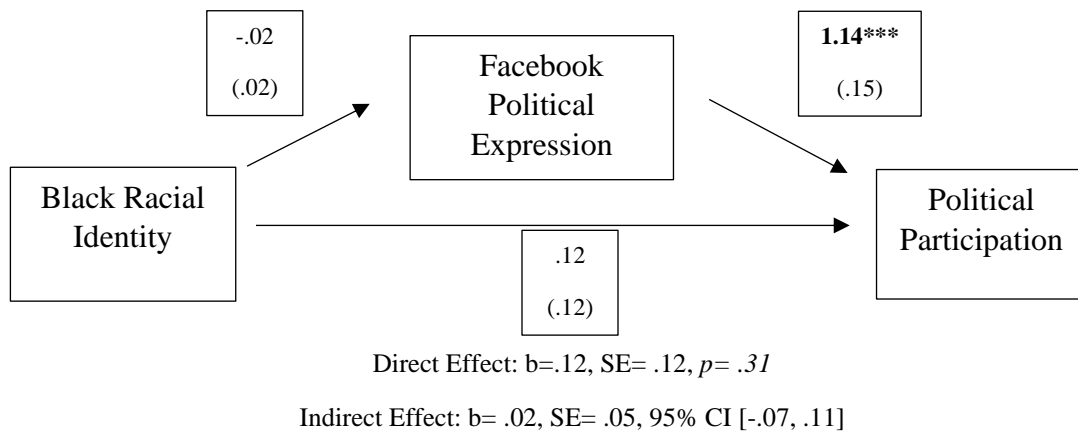 -.02
(.02)
Facebook
Political
Expression
1.14***
(.15)
Black Racial
Identity
Political
Participation
.12
(.12)
Direct Effect: b=.12, SE= .12, p= .31
Indirect Effect: b= .02, SE= .05, 95% CI [-.07, .11]